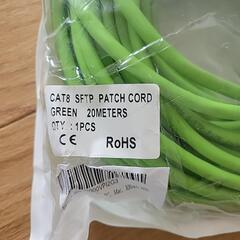 CAT8 SFTP PATCH CORD
GREEN 20METERS
QTY : 1PCS
CE RoHS